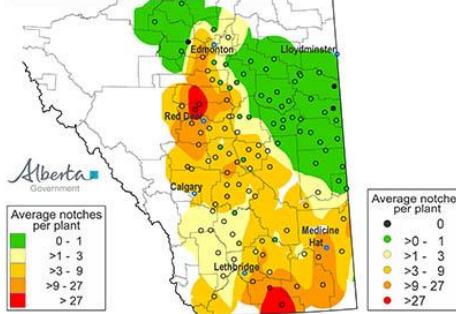 Edmonton
Lloydminster
Red Deer
Alberta
Government
Calgary
Medicine
Hat
Lethbridge
Average notches
per plant
0 - 1
>1 - 3
>3 - 9
>9 - 27
> 27
Average notches
per plant
0
>0 - 1
>1 - 3
>3 - 9
>9 - 27
>27